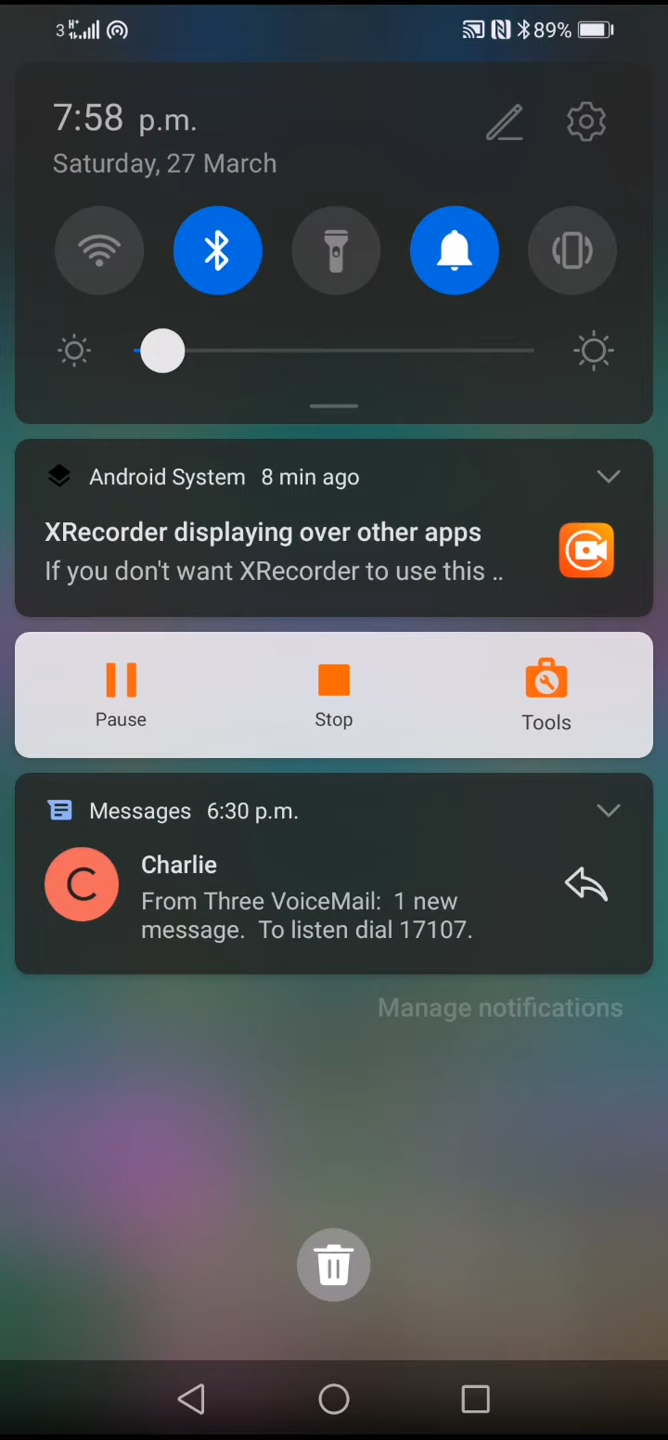 3 H+ 89%
7:58 p.m.
Saturday, 27 March
Android System 8 min ago
XRecorder displaying over other apps
If you don't want XRecorder to use this ..
Pause Stop Tools
Messages 6:30 p.m.
C
Charlie
From Three VoiceMail: 1 new
message. To listen dial 17107.
Manage notifications